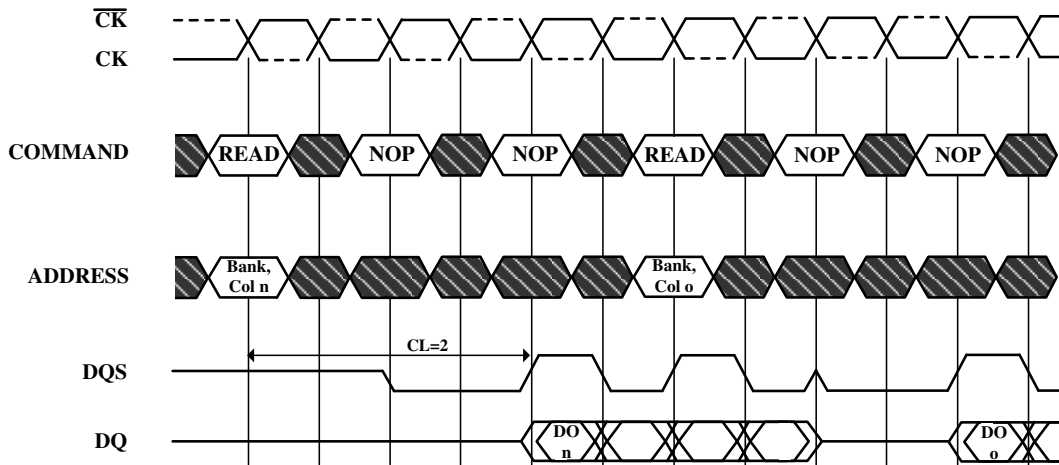 CK
CK
COMMAND READ NOP NOP READ NOP NOP
ADDRESS Bank, Col n Bank, Col o
CL=2
DQS
DQ DO n DO o